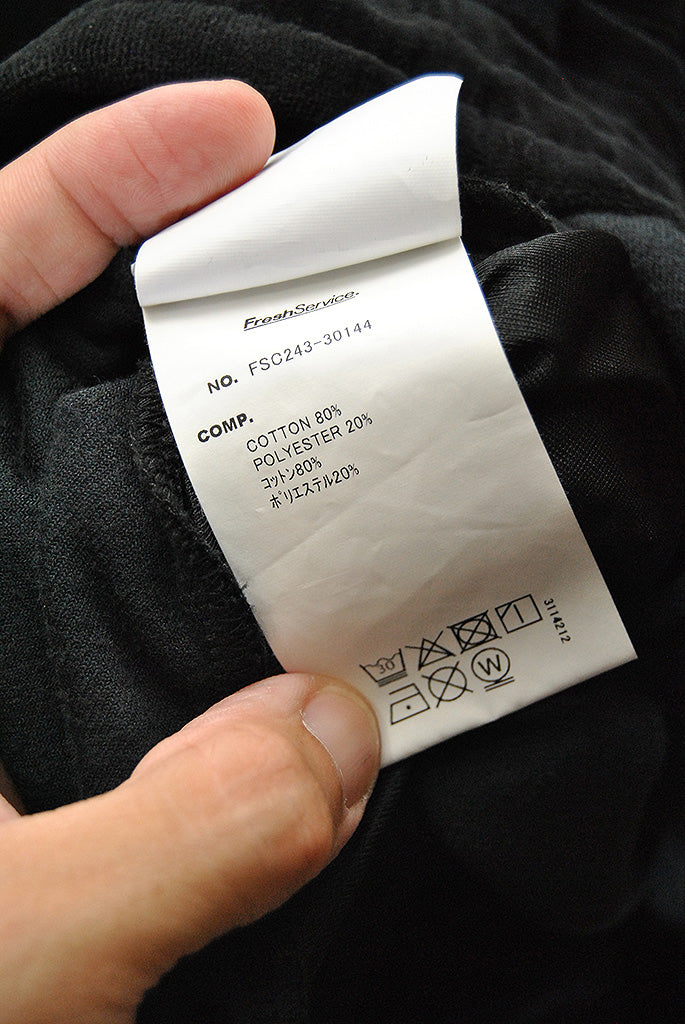 FreshService.
NO. FSC243-30144
COMP.
COTTON 80%
POLYESTER 20%
コットン80%
ポリエステル20%
30
W
3114212